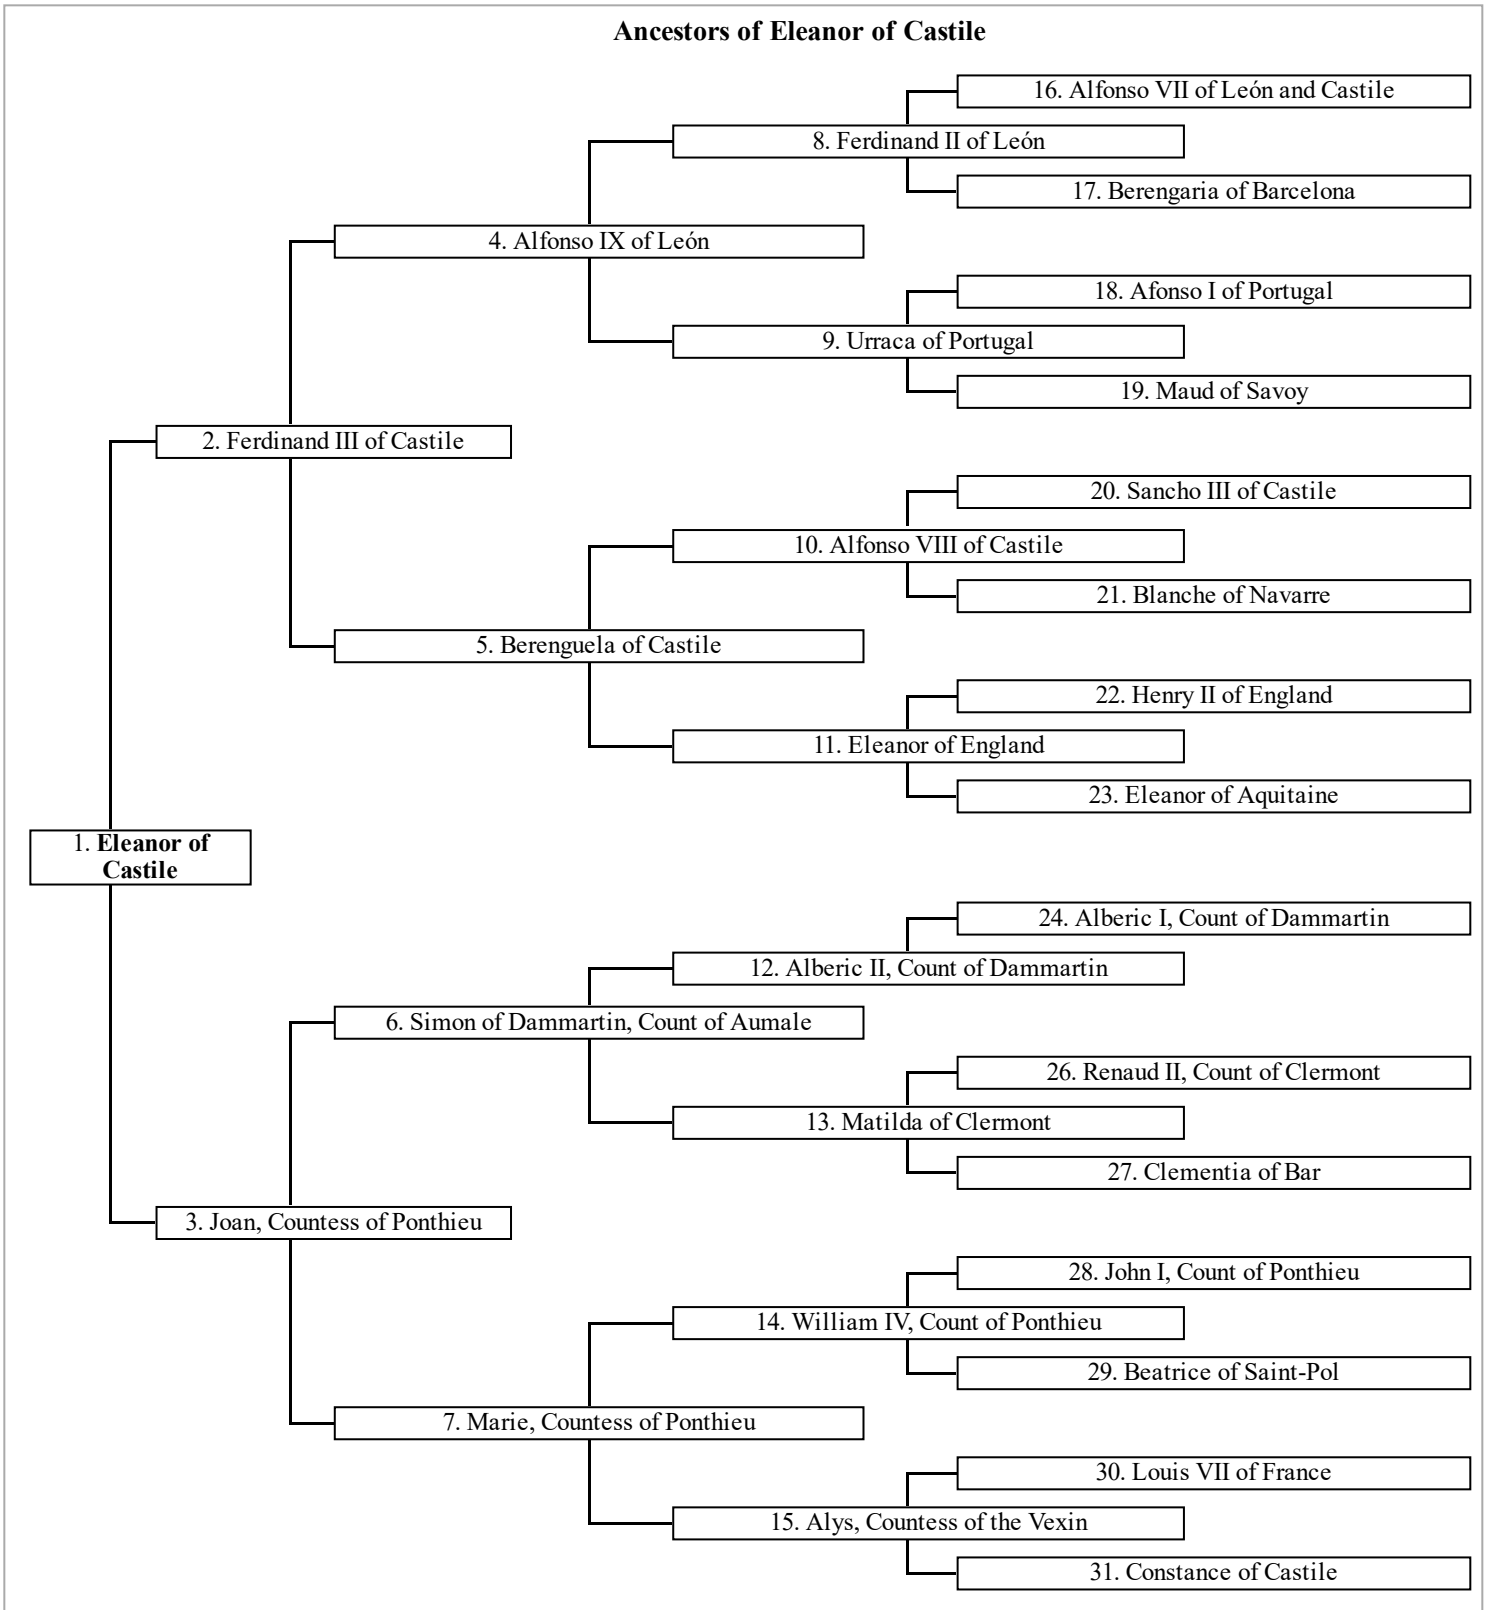 Ancestors of Eleanor of Castile
16. Alfonso VII of León and Castile
8. Ferdinand II of León
17. Berengaria of Barcelona
4. Alfonso IX of León
18. Afonso I of Portugal
9. Urraca of Portugal
19. Maud of Savoy
2. Ferdinand III of Castile
20. Sancho III of Castile
10. Alfonso VIII of Castile
21. Blanche of Navarre
5. Berenguela of Castile
22. Henry II of England
11. Eleanor of England
23. Eleanor of Aquitaine
1. Eleanor of
Castile
24. Alberic I, Count of Dammartin
12. Alberic II, Count of Dammartin
6. Simon of Dammartin, Count of Aumale
26. Renaud II, Count of Clermont
13. Matilda of Clermont
27. Clementia of Bar
3. Joan, Countess of Ponthieu
28. John I, Count of Ponthieu
14. William IV, Count of Ponthieu
29. Beatrice of Saint-Pol
7. Marie, Countess of Ponthieu
30. Louis VII of France
15. Alys, Countess of the Vexin
31. Constance of Castile